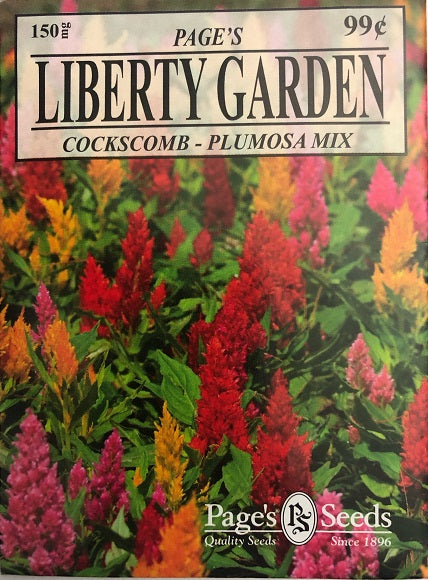 150 mg
PAGE'S
99¢
LIBERTY GARDEN
COCKSCOMB - PLUMOSA MIX
Page's PS Seeds
Quality Seeds Since 1896